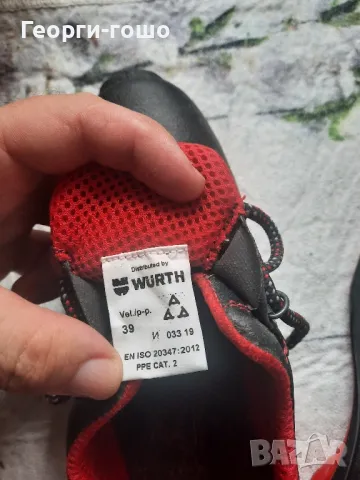 Георги-гошо
Distributed by
WÜRTH
Vel./p-p.
39
И 033 19
EN ISO 20347:2012
PPE CAT. 2
BAZAR